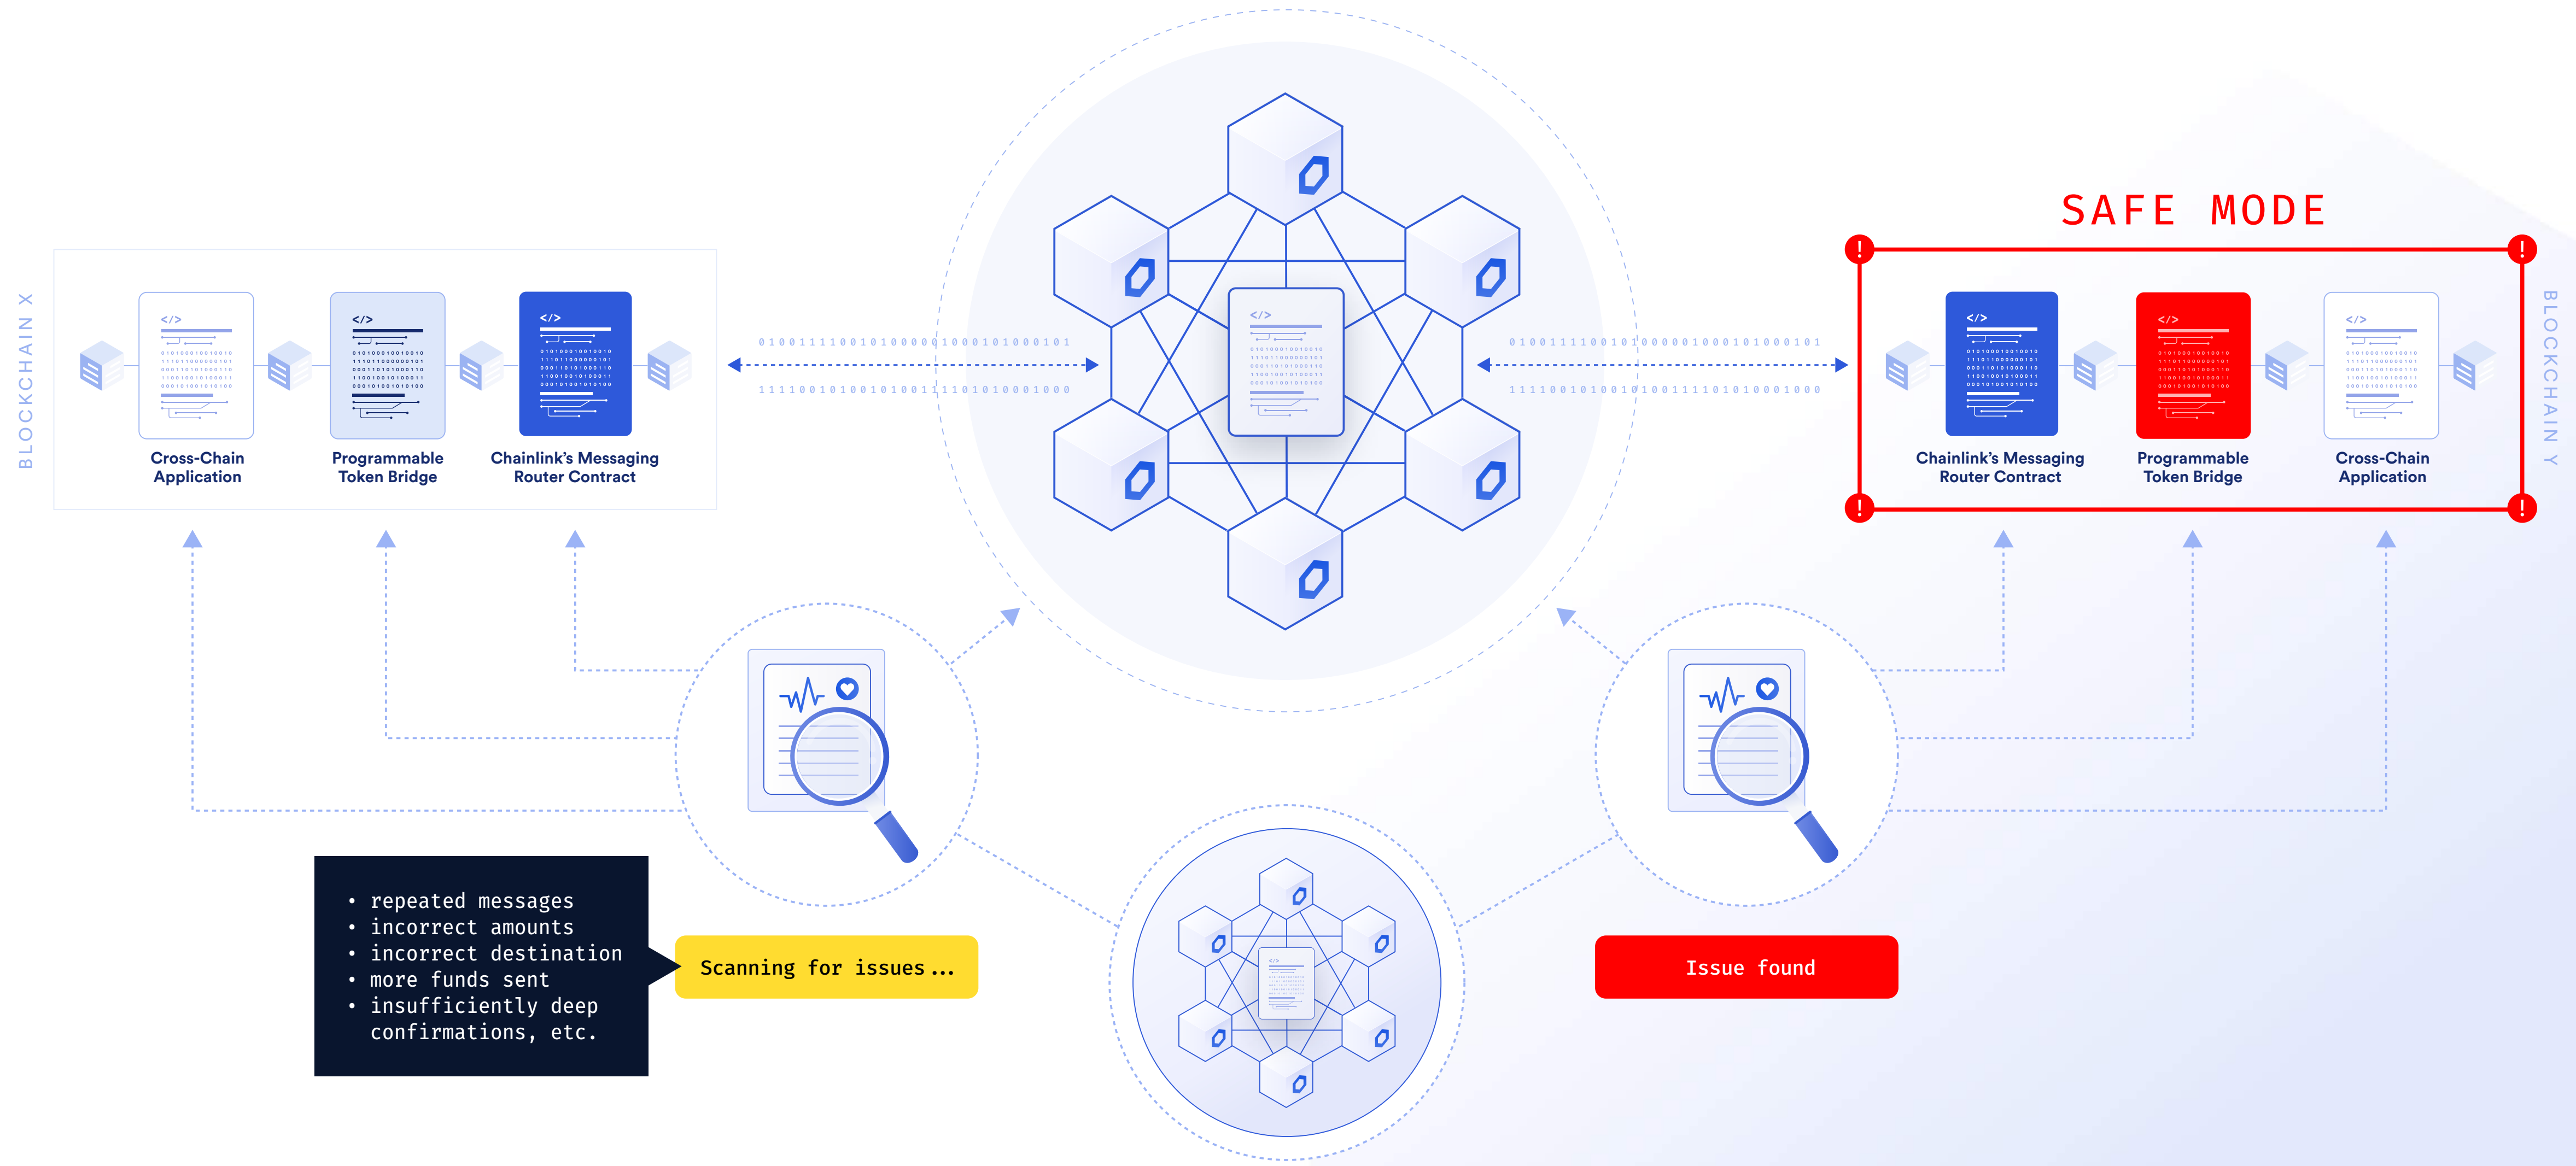 SAFE MODE
BLOCKCHAIN X
</>
</>
</>
Cross-Chain
Application
Programmable
Token Bridge
Chainlink's Messaging
Router Contract
</>
</>
</>
</>
Chainlink's Messaging
Router Contract
Programmable
Token Bridge
Cross-Chain
Application
BLOCKCHAIN Y
• repeated messages
• incorrect amounts
• incorrect destination
• more funds sent
• insufficiently deep
confirmations, etc.
Scanning for issues...
Issue found